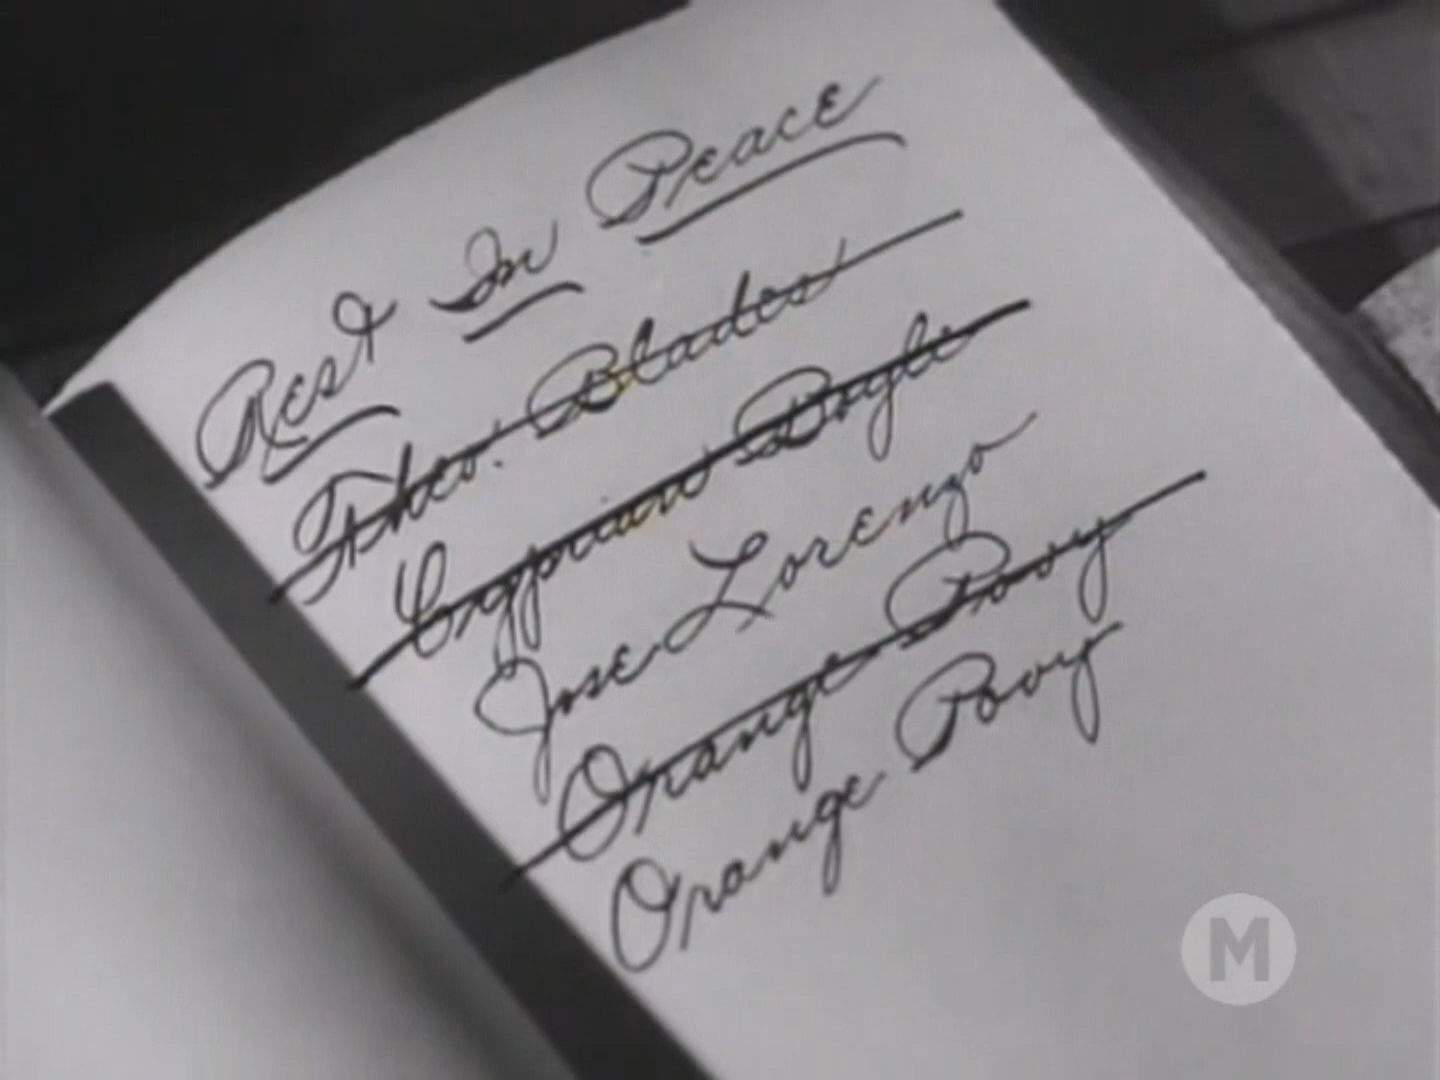 Rest In Peace
Theo. Blades
Cyprian Bogle
Jose Lorenzo
Orange Povy
Orange Povy
M